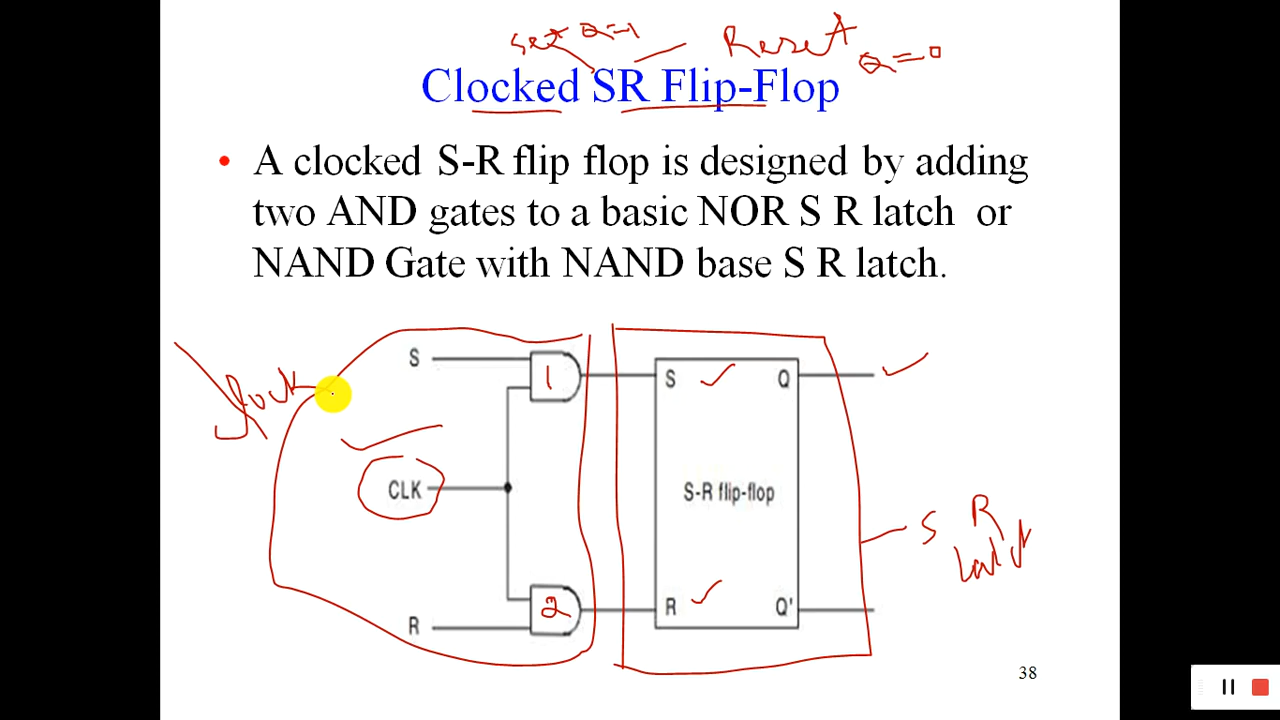 Set Q=1
Reset
Q=0
Clocked SR Flip-Flop
• A clocked S-R flip flop is designed by adding
two AND gates to a basic NOR S R latch or
NAND Gate with NAND base S R latch.
S
1
S
Q
CLK
S-R flip-flop
S R
latch
2
R
Q'
R
38